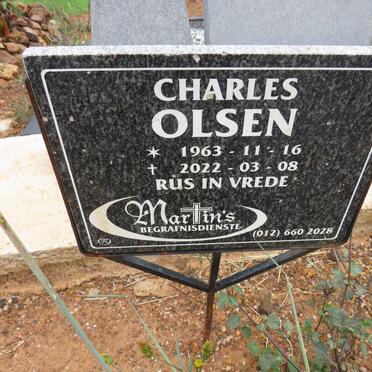 CHARLES
OLSEN
* 1963 - 11 - 16
† 2022 - 03 - 08
RUS IN VREDE
Martin's
BEGRAFNISDIENSTE
(012) 660 2028